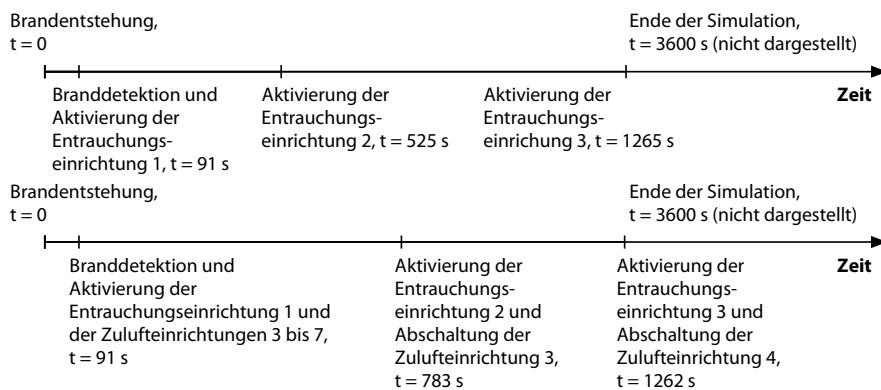 Brandentstehung,
t = 0
Ende der Simulation,
t = 3600 s (nicht dargestellt)
Branddetektion und
Aktivierung der
Entrauchungs-
einrichtung 1, t = 91 s
Aktivierung der
Entrauchungs-
einrichtung 2, t = 525 s
Aktivierung der
Entrauchungs-
einrichung 3, t = 1265 s
Zeit
Brandentstehung,
t = 0
Ende der Simulation,
t = 3600 s (nicht dargestellt)
Branddetektion und
Aktivierung der
Entrauchungseinrichtung 1 und
der Zulufteinrichtungen 3 bis 7,
t = 91 s
Aktivierung der
Entrauchungs-
einrichtung 2 und
Abschaltung der
Zulufteinrichtung 3,
t = 783 s
Aktivierung der
Entrauchungs-
einrichtung 3 und
Abschaltung der
Zulufteinrichtung 4,
t = 1262 s
Zeit